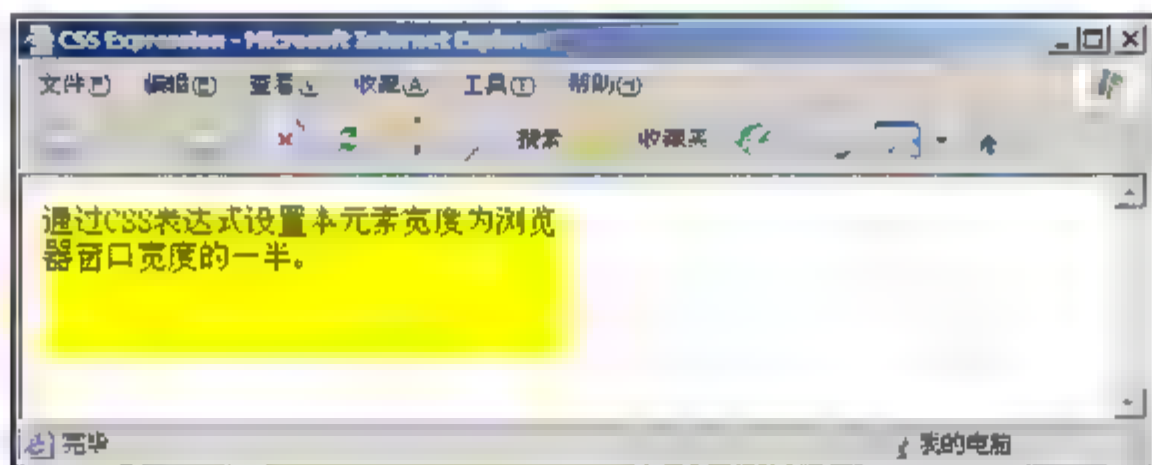 CSS Expression - Microsoft Internet Explorer
文件(F) 编辑(E) 查看(V) 收藏(A) 工具(T) 帮助(H)
搜索 收藏夹
通过CSS表达式设置本元素宽度为浏览
器窗口宽度的一半。
完毕 我的电脑